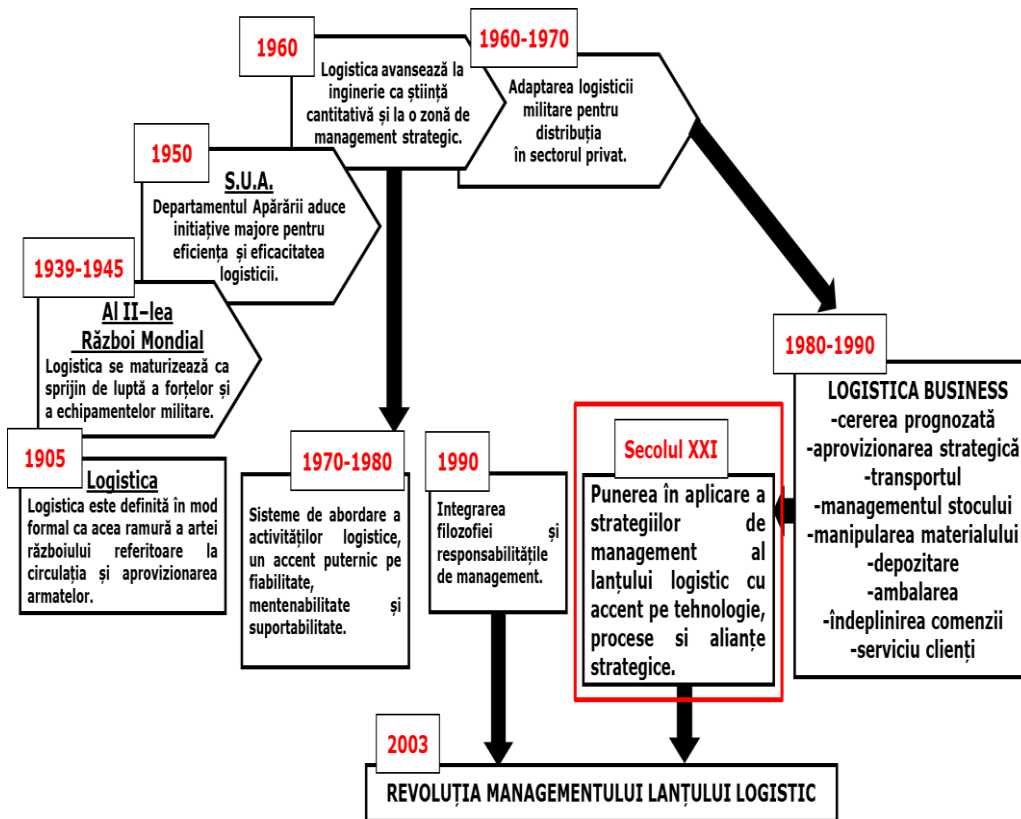 1960
Logistica avansează la
inginerie ca știință
cantitativă și la o zonă de
management strategic.
1960-1970
Adaptarea logisticii
militare pentru
distribuția
în sectorul privat.
1950
S.U.A.
Departamentul Apărării aduce
inițiative majore pentru
eficiența și eficacitatea
logisticii.
1939-1945
Al II–lea
Război Mondial
Logistica se maturizează ca
sprijin de luptă a forțelor și
a echipamentelor militare.
1905
Logistica
Logistica este definită în mod
formal ca acea ramură a artei
războiului referitoare la
circulația și aprovizionarea
armatelor.
1970-1980
Sisteme de abordare a
activităților logistice,
un accent puternic pe
fiabilitate,
mentenabilitate și
suportabilitate.
1990
Integrarea
filozofiei și
responsabilitățile
de management.
Secolul XXI
Punerea în aplicare a
strategiilor de
management al
lanțului logistic cu
accent pe tehnologie,
procese si alianțe
strategice.
1980-1990
LOGISTICA BUSINESS
-cererea prognozată
-aprovizionarea strategică
-transportul
-managementul stocului
-manipularea materialului
-depozitare
-ambalarea
-îndeplinirea comenzii
-serviciu clienți
2003
REVOLUȚIA MANAGEMENTULUI LANȚULUI LOGISTIC